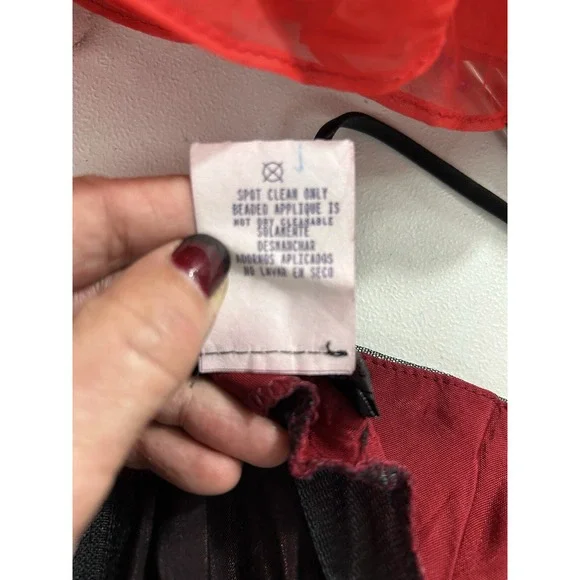 SPOT CLEAN ONLY
BEADED APPLIQUE IS
NOT DRY CLEANABLE
SOLAMENTE
DESMANCHAR
ADORNOS APLICADOS
NO LAVAR EN SECO